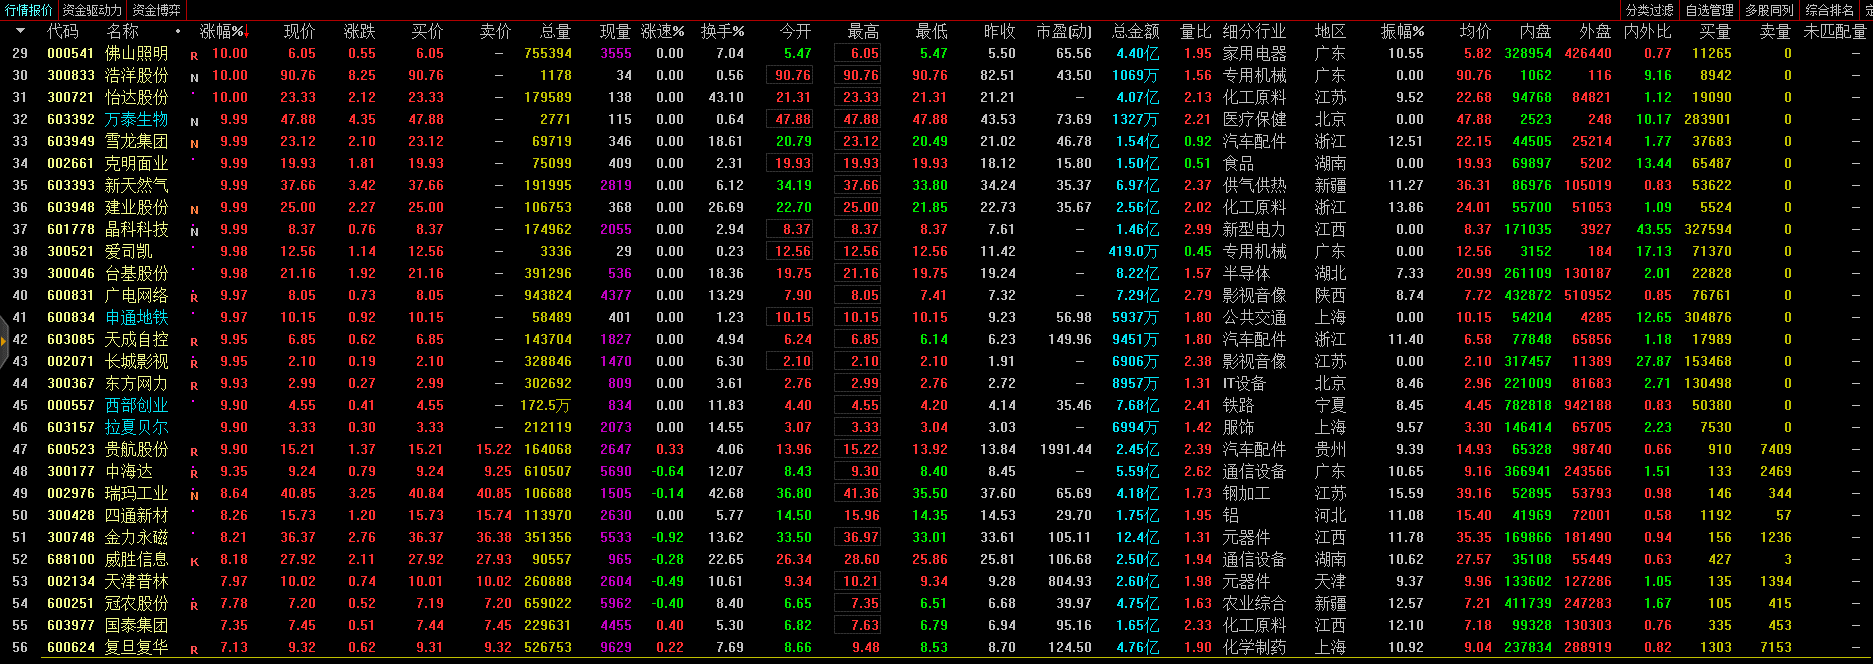 行情报价 资金驱动力 资金博弈 分类过滤 自选管理 多股同列 综合排名
代码 名称 涨幅% 现价 涨跌 买价 卖价 总量 现量 涨速% 换手% 今开 最高 最低 昨收 市盈(动) 总金额 量比 细分行业 地区 振幅% 均价 内盘 外盘 内外比 买量 卖量 未匹配量
29 000541 佛山照明 R 10.00 6.05 0.55 6.05 — 755394 3555 0.00 7.04 5.47 6.05 5.47 5.50 65.56 4.40亿 1.95 家用电器 广东 10.55 5.82 328954 426440 0.77 11265 0 —
30 300833 浩洋股份 N 10.00 90.76 8.25 90.76 — 1178 34 0.00 0.56 90.76 90.76 90.76 82.51 43.50 1069万 1.56 专用机械 广东 0.00 90.76 1062 116 9.16 8942 0 —
31 300721 怡达股份 10.00 23.33 2.12 23.33 — 179589 138 0.00 43.10 21.31 23.33 21.31 21.21 — 4.07亿 2.13 化工原料 江苏 9.52 22.68 94768 84821 1.12 19090 0 —
32 603392 万泰生物 N 9.99 47.88 4.35 47.88 — 2771 115 0.00 0.64 47.88 47.88 47.88 43.53 73.69 1327万 2.21 医疗保健 北京 0.00 47.88 2523 248 10.17 283901 0 —
33 603949 雪龙集团 N 9.99 23.12 2.10 23.12 — 69719 346 0.00 18.61 20.79 23.12 20.49 21.02 46.78 1.54亿 0.92 汽车配件 浙江 12.51 22.15 44505 25214 1.77 37683 0 —
34 002661 克明面业 9.99 19.93 1.81 19.93 — 75099 409 0.00 2.31 19.93 19.93 19.93 18.12 15.80 1.50亿 0.51 食品 湖南 0.00 19.93 69897 5202 13.44 65487 0 —
35 603393 新天然气 9.99 37.66 3.42 37.66 — 191995 2819 0.00 6.12 34.19 37.66 33.80 34.24 35.37 6.97亿 2.37 供气供热 新疆 11.27 36.31 86976 105019 0.83 53622 0 —
36 603948 建业股份 N 9.99 25.00 2.27 25.00 — 106753 368 0.00 26.69 22.70 25.00 21.85 22.73 35.67 2.56亿 2.02 化工原料 浙江 13.86 24.01 55700 51053 1.09 5524 0 —
37 601778 晶科科技 N 9.99 8.37 0.76 8.37 — 174962 2055 0.00 2.94 8.37 8.37 8.37 7.61 — 1.46亿 2.99 新型电力 江西 0.00 8.37 171035 3927 43.55 327594 0 —
38 300521 爱司凯 9.98 12.56 1.14 12.56 — 3336 29 0.00 0.23 12.56 12.56 12.56 11.42 — 419.0万 0.45 专用机械 广东 0.00 12.56 3152 184 17.13 71370 0 —
39 300046 台基股份 9.98 21.16 1.92 21.16 — 391296 536 0.00 18.36 19.75 21.16 19.75 19.24 — 8.22亿 1.57 半导体 湖北 7.33 20.99 261109 130187 2.01 22828 0 —
40 600831 广电网络 R 9.97 8.05 0.73 8.05 — 943824 4377 0.00 13.29 7.90 8.05 7.41 7.32 — 7.29亿 2.79 影视音像 陕西 8.74 7.72 432872 510952 0.85 76761 0 —
41 600834 申通地铁 9.97 10.15 0.92 10.15 — 58489 401 0.00 1.23 10.15 10.15 10.15 9.23 56.98 5937万 1.80 公共交通 上海 0.00 10.15 54204 4285 12.65 304876 0 —
42 603085 天成自控 R 9.95 6.85 0.62 6.85 — 143704 1827 0.00 4.94 6.24 6.85 6.14 6.23 149.96 9451万 1.80 汽车配件 浙江 11.40 6.58 77848 65856 1.18 17989 0 —
43 002071 长城影视 R 9.95 2.10 0.19 2.10 — 328846 1470 0.00 6.30 2.10 2.10 2.10 1.91 — 6906万 2.38 影视音像 江苏 0.00 2.10 317457 11389 27.87 153468 0 —
44 300367 东方网力 R 9.93 2.99 0.27 2.99 — 302692 809 0.00 3.61 2.76 2.99 2.76 2.72 — 8957万 1.31 IT设备 北京 8.46 2.96 221009 81683 2.71 130498 0 —
45 000557 西部创业 9.90 4.55 0.41 4.55 — 172.5万 834 0.00 11.83 4.40 4.55 4.20 4.14 35.46 7.68亿 2.41 铁路 宁夏 8.45 4.45 782818 942188 0.83 50380 0 —
46 603157 拉夏贝尔 9.90 3.33 0.30 3.33 — 212119 2073 0.00 14.55 3.07 3.33 3.04 3.03 — 6994万 1.42 服饰 上海 9.57 3.30 146414 65705 2.23 7530 0 —
47 600523 贵航股份 R 9.90 15.21 1.37 15.21 15.22 164068 2647 0.33 4.06 13.96 15.22 13.92 13.84 1991.44 2.45亿 2.39 汽车配件 贵州 9.39 14.93 65328 98740 0.66 910 7409 —
48 300177 中海达 R 9.35 9.24 0.79 9.24 9.25 610507 5690 -0.64 12.07 8.43 9.30 8.40 8.45 — 5.59亿 2.62 通信设备 广东 10.65 9.16 366941 243566 1.51 133 2469 —
49 002976 瑞玛工业 N 8.64 40.85 3.25 40.84 40.85 106688 1505 -0.14 42.68 36.80 41.36 35.50 37.60 65.69 4.18亿 1.73 钢加工 江苏 15.59 39.16 52895 53793 0.98 146 344 —
50 300428 四通新材 8.26 15.73 1.20 15.73 15.74 113970 2630 0.00 5.77 14.50 15.96 14.35 14.53 29.70 1.75亿 1.95 铝 河北 11.08 15.40 41969 72001 0.58 1192 57 —
51 300748 金力永磁 8.21 36.37 2.76 36.37 36.38 351356 5533 -0.92 13.62 33.50 36.97 33.01 33.61 105.11 12.4亿 1.31 元器件 江西 11.78 35.35 169866 181490 0.94 156 1236 —
52 688100 威胜信息 K 8.18 27.92 2.11 27.92 27.93 90557 965 -0.28 22.65 26.34 28.60 25.86 25.81 106.68 2.50亿 1.94 通信设备 湖南 10.62 27.57 35108 55449 0.63 427 3 —
53 002134 天津普林 7.97 10.02 0.74 10.01 10.02 260888 2604 -0.49 10.61 9.34 10.21 9.34 9.28 804.93 2.60亿 1.98 元器件 天津 9.37 9.96 133602 127286 1.05 135 1394 —
54 600251 冠农股份 R 7.78 7.20 0.52 7.19 7.20 659022 5962 -0.40 8.40 6.65 7.35 6.51 6.68 39.97 4.75亿 1.63 农业综合 新疆 12.57 7.21 411739 247283 1.67 105 415 —
55 603977 国泰集团 7.35 7.45 0.51 7.44 7.45 229631 4455 0.40 5.30 6.82 7.63 6.79 6.94 95.16 1.65亿 2.33 化工原料 江西 12.10 7.18 99328 130303 0.76 335 453 —
56 600624 复旦复华 R 7.13 9.32 0.62 9.31 9.32 526753 9629 0.22 7.69 8.66 9.48 8.53 8.70 124.50 4.76亿 1.90 化学制药 上海 10.92 9.04 237834 288919 0.82 1303 7153 —